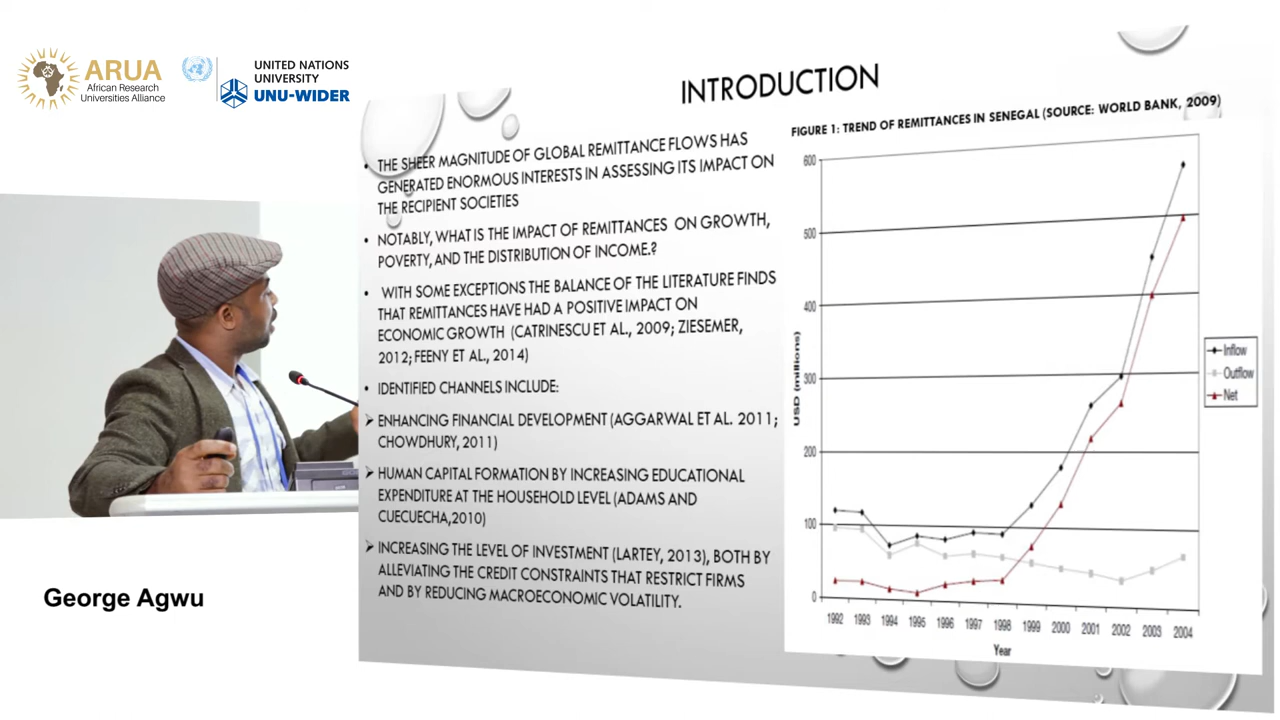 ARUA
African Research
Universities Alliance
UNITED NATIONS
UNIVERSITY
UNU-WIDER
INTRODUCTION
• THE SHEER MAGNITUDE OF GLOBAL REMITTANCE FLOWS HAS
GENERATED ENORMOUS INTERESTS IN ASSESSING ITS IMPACT ON
THE RECIPIENT SOCIETIES
• NOTABLY, WHAT IS THE IMPACT OF REMITTANCES ON GROWTH,
POVERTY, AND THE DISTRIBUTION OF INCOME.?
• WITH SOME EXCEPTIONS THE BALANCE OF THE LITERATURE FINDS
THAT REMITTANCES HAVE HAD A POSITIVE IMPACT ON
ECONOMIC GROWTH (CATRINESCU ET AL., 2009; ZIESEMER,
2012; FEENY ET AL., 2014)
• IDENTIFIED CHANNELS INCLUDE:
➢ ENHANCING FINANCIAL DEVELOPMENT (AGGARWAL ET AL. 2011;
CHOWDHURY, 2011)
➢ HUMAN CAPITAL FORMATION BY INCREASING EDUCATIONAL
EXPENDITURE AT THE HOUSEHOLD LEVEL (ADAMS AND
CUECUECHA,2010)
➢ INCREASING THE LEVEL OF INVESTMENT (LARTEY, 2013), BOTH BY
ALLEVIATING THE CREDIT CONSTRAINTS THAT RESTRICT FIRMS
AND BY REDUCING MACROECONOMIC VOLATILITY.
FIGURE 1: TREND OF REMITTANCES IN SENEGAL (SOURCE: WORLD BANK, 2009)
600
500
400
300
200
100
0
USD (millions)
1992 1993 1994 1995 1996 1997 1998 1999 2000 2001 2002 2003 2004
Year
Inflow
Outflow
Net
George Agwu